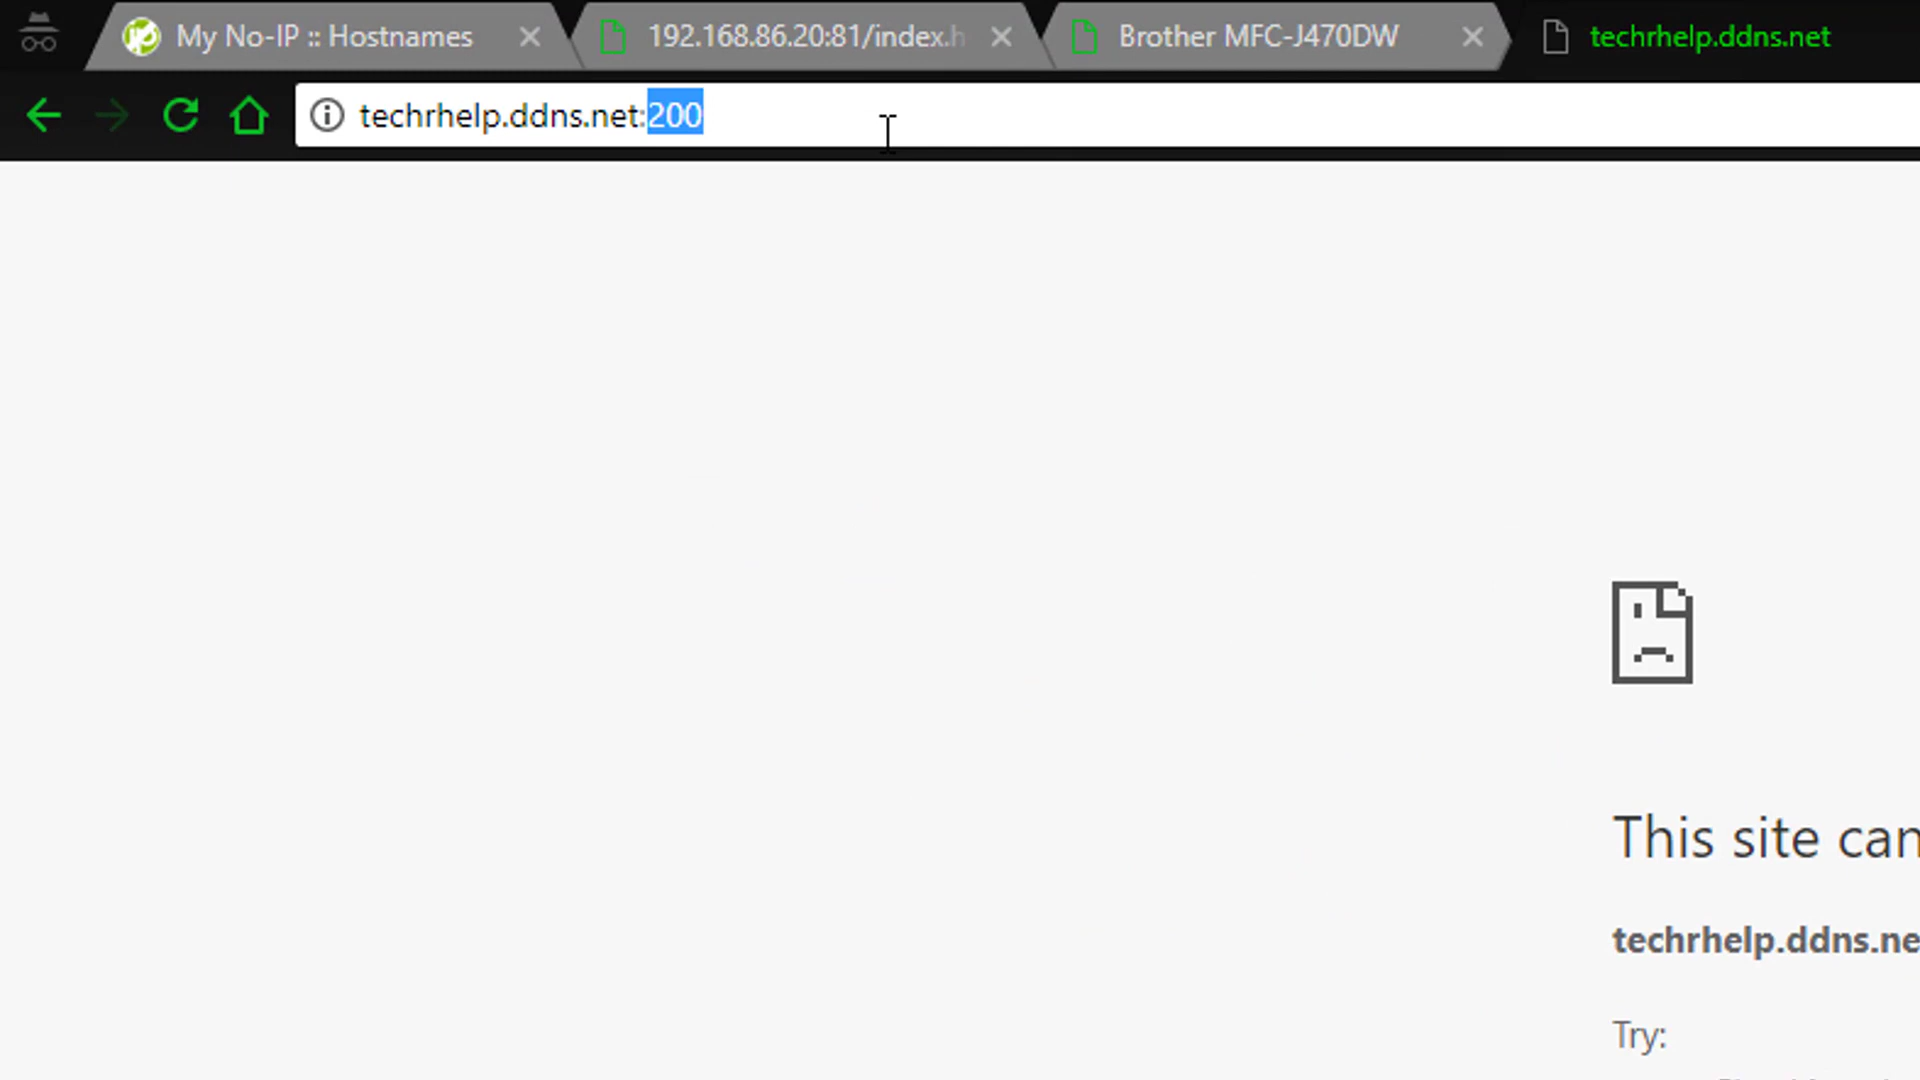 My No-IP :: Hostnames
192.168.86.20:81/index.h
Brother MFC-J470DW
techrhelp.ddns.net
techrhelp.ddns.net:200
This site can
techrhelp.ddns.ne
Try: